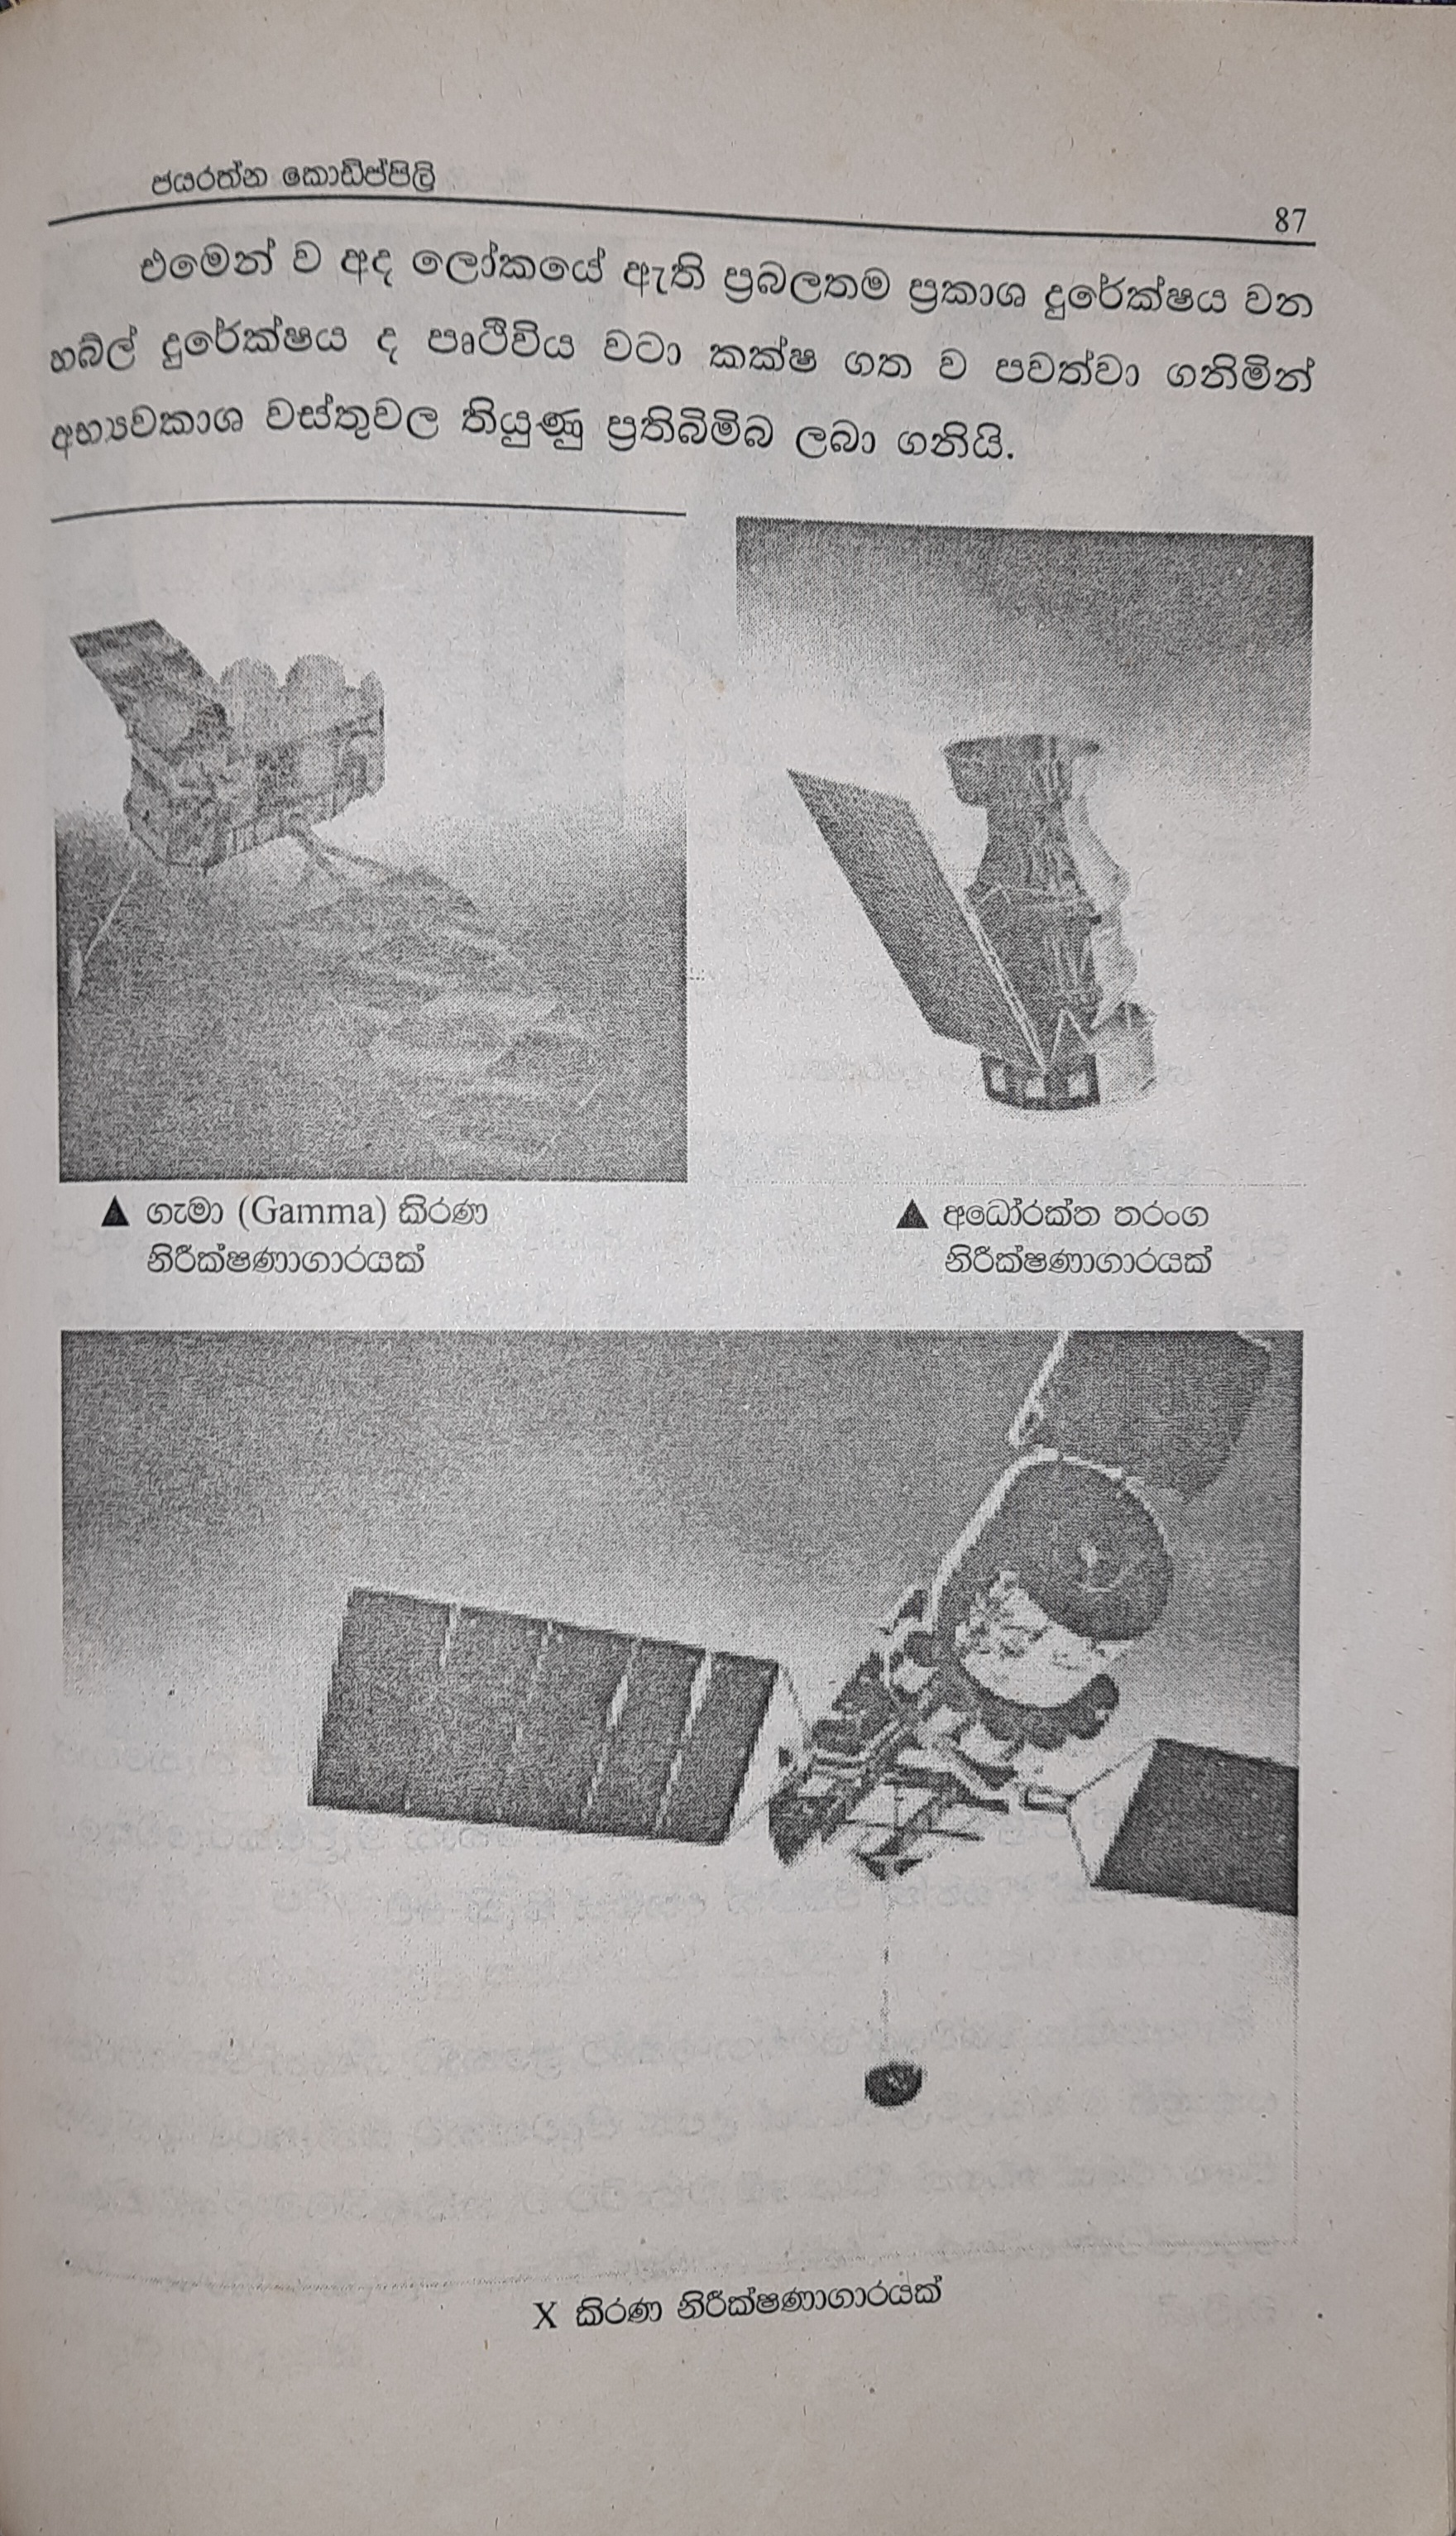 ජයරත්න කොඩිප්පිලි
87
එමෙන් ව අද ලෝකයේ ඇති ප්‍රබලතම ප්‍රකාශ දුරේක්ෂය වන
හබ්ල් දුරේක්ෂය ද පෘථිවිය වටා කක්ෂ ගත ව පවත්වා ගනිමින්
අභ්‍යවකාශ වස්තුවල තියුණු ප්‍රතිබිම්බ ලබා ගනියි.
▲ ගැමා (Gamma) කිරණ
නිරීක්ෂණාගාරයක්
▲ අධෝරක්ත තරංග
නිරීක්ෂණාගාරයක්
X කිරණ නිරීක්ෂණාගාරයක්